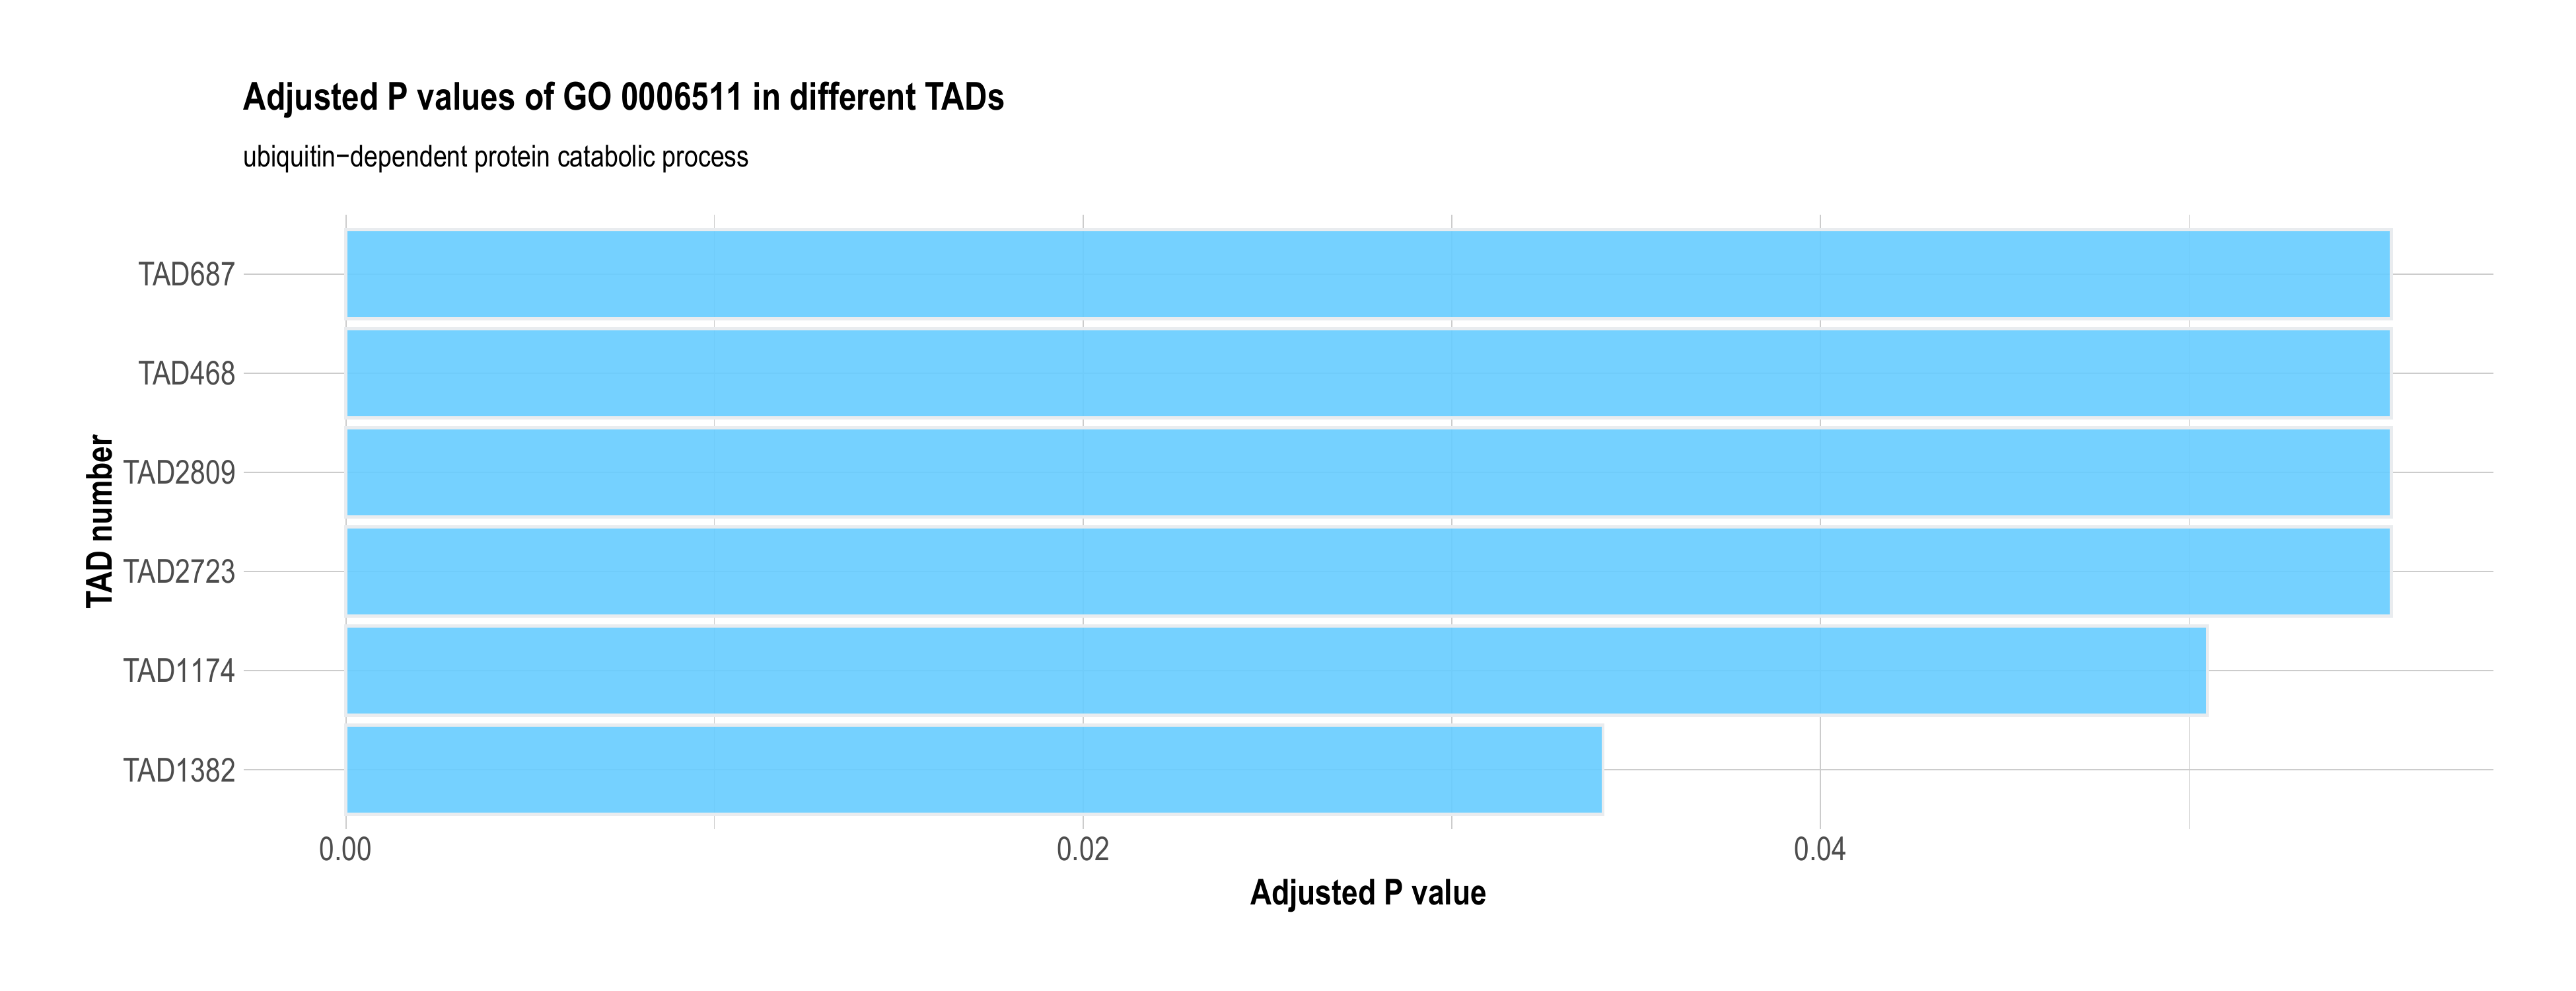 Adjusted P values of GO 0006511 in different TADs
ubiquitin−dependent protein catabolic process
TAD number
TAD687
TAD468
TAD2809
TAD2723
TAD1174
TAD1382
0.00 0.02 0.04
Adjusted P value